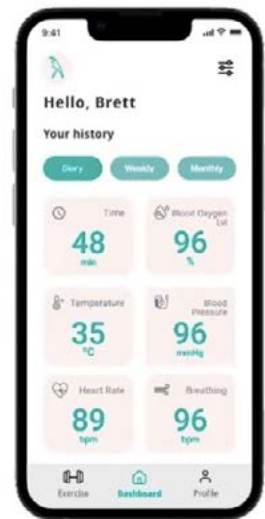 9:41
Hello, Brett
Your history
Diary Weekly Monthly
Time
48
min
Blood Oxygen
Lvl
96
%
Temperature
35
°C
Blood
Pressure
96
mmHg
Heart Rate
89
bpm
Breathing
96
bpm
Exercise Dashboard Profile